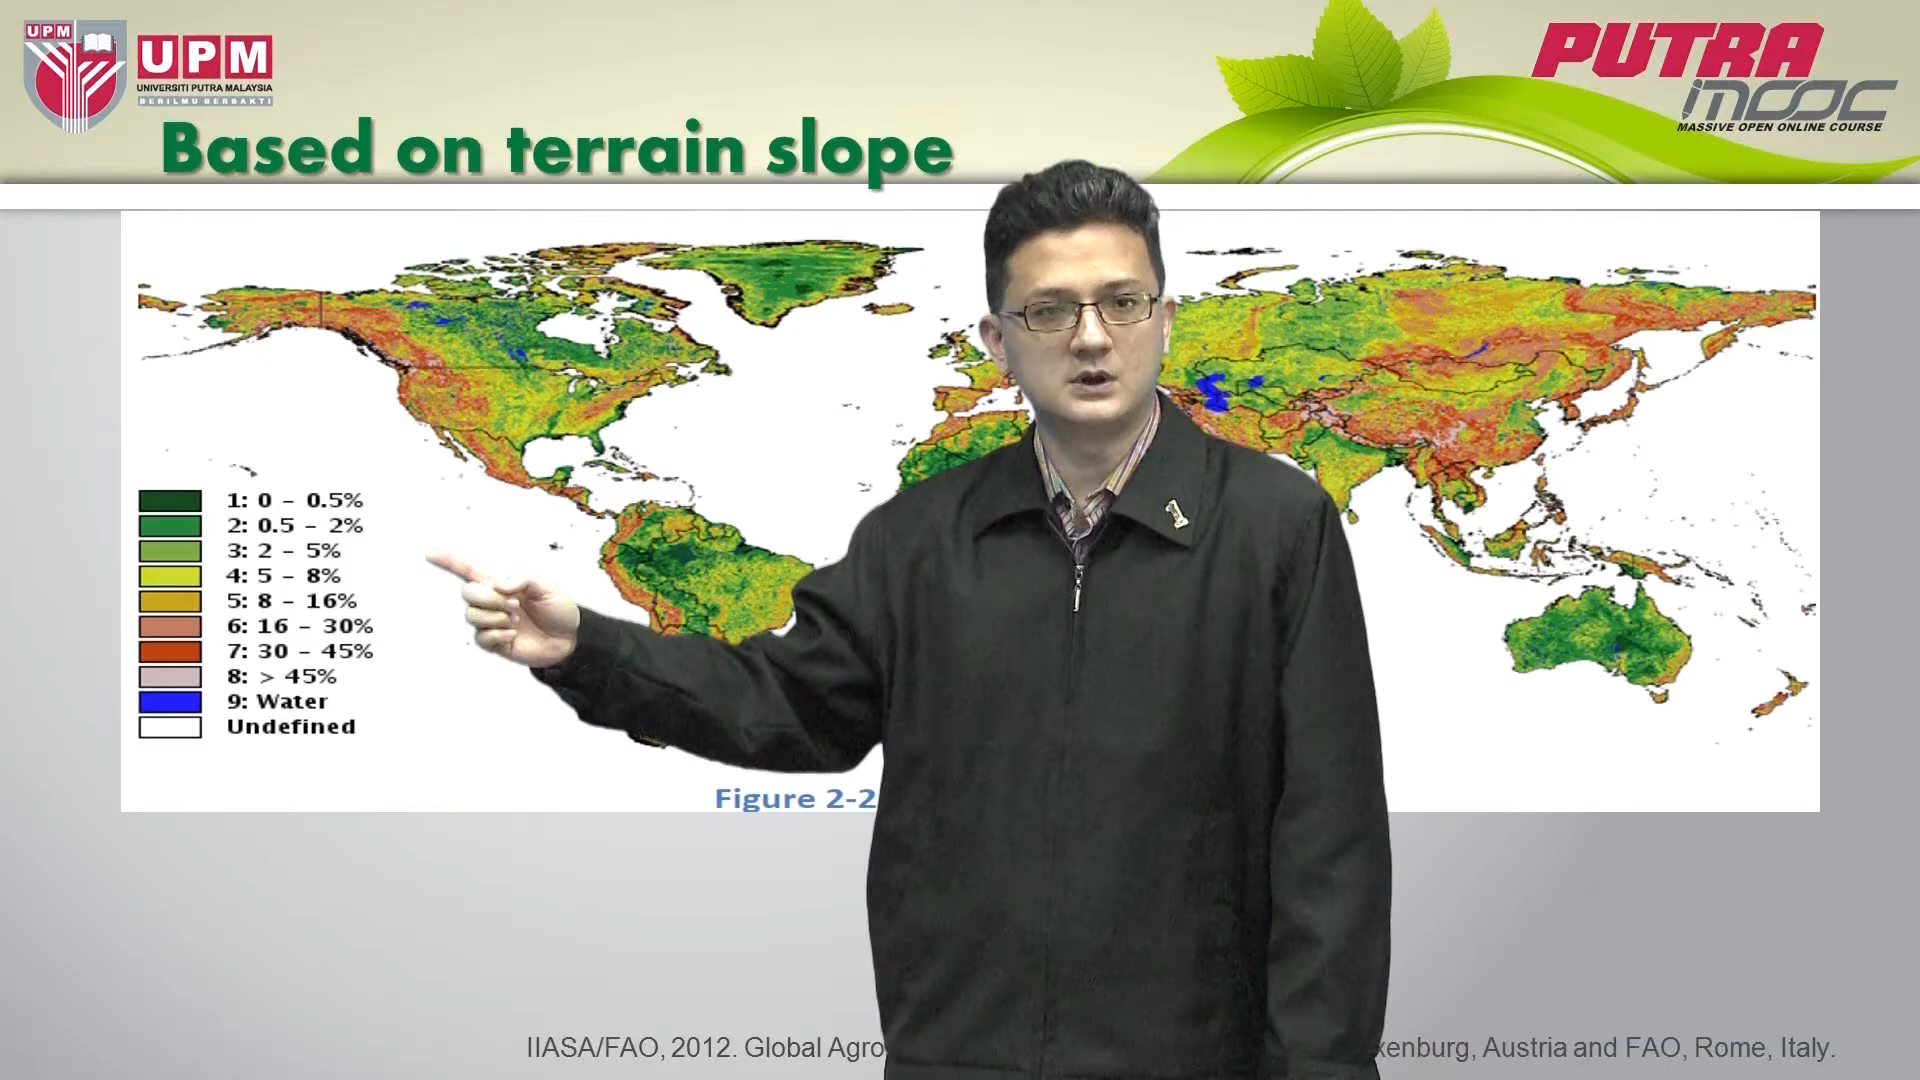 UPM
UPM
UNIVERSITI PUTRA MALAYSIA
BERILMU BERBAKTI
PUTRA
mooc
MASSIVE OPEN ONLINE COURSE
Based on terrain slope
1: 0 – 0.5%
2: 0.5 – 2%
3: 2 – 5%
4: 5 – 8%
5: 8 – 16%
6: 16 – 30%
7: 30 – 45%
8: > 45%
9: Water
Undefined
Figure 2-2
IIASA/FAO, 2012. Global Agro xenburg, Austria and FAO, Rome, Italy.